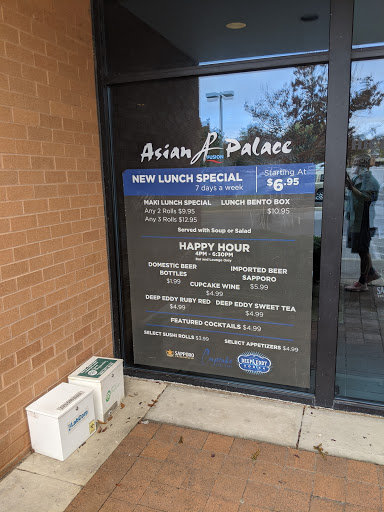 Asian Palace
FUSION
NEW LUNCH SPECIAL
7 days a week
Starting At
$6.95
MAKI LUNCH SPECIAL
Any 2 Rolls $9.95
Any 3 Rolls $12.95
LUNCH BENTO BOX
$10.95
Served with Soup or Salad
HAPPY HOUR
4PM - 6:30PM
Bar and Lounge Only
DOMESTIC BEER
BOTTLES
$1.99
IMPORTED BEER
SAPPORO
$5.99
CUPCAKE WINE
$4.99
DEEP EDDY RUBY RED
$4.99
DEEP EDDY SWEET TEA
$4.99
FEATURED COCKTAILS $4.99
SELECT SUSHI ROLLS $3.99
SELECT APPETIZERS $4.99
SAPPORO
Cupcake
DEEP EDDY
VODKA
LabCorp